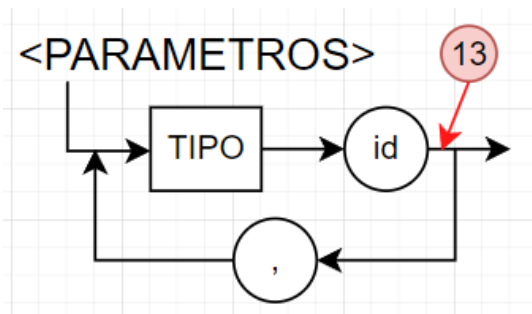 <PARAMETROS>
13
TIPO
id
,